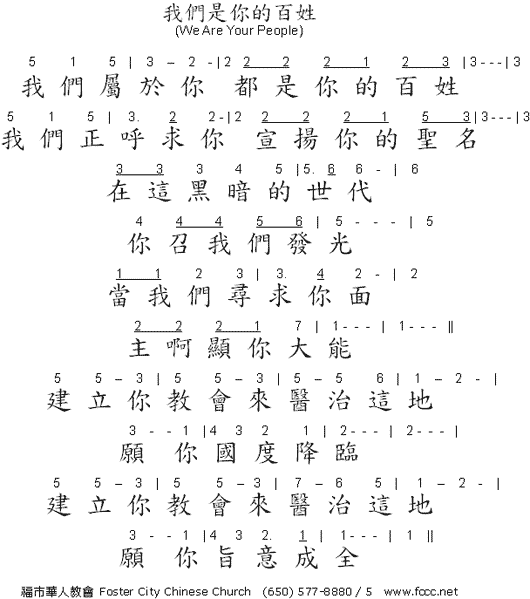 我們是你的百姓
(We Are Your People)
5 1 5 | 3 – 2 -|2 2 2 2 1 2 3 |3---|3
我們屬於你 都是你的百姓
5 1 5 | 3. 2 2-|2 2 2 2 1 5 3|3---|3
我們正呼求你 宣揚你的聖名
3 3 3 4 5 |5. 6 6 - | 6
在這黑暗的世代
4 4 4 5 6 | 5 - - - | 5
你召我們發光
1 1 2 3 | 3. 4 2 - | 2
當我們尋求你面
2 2 2 1 7 | 1--- | 1--- ||
主啊顯你大能
5 5 – 3 | 5 5 – 3 | 5 – 5 6 | 1 – 2 - |
建立你教會來醫治這地
3 - - 1 |4 3 2 1 | 2--- | 2--- |
願你國度降臨
5 5 – 3 | 5 5 – 3 | 7 – 6 5 | 1 – 2 - |
建立你教會來醫治這地
3 - - 1 |4 3 2. 1 | 1--- | 1 ||
願你旨意成全
福市華人教會 Foster City Chinese Church (650) 577-8880 / 5 www.fccc.net